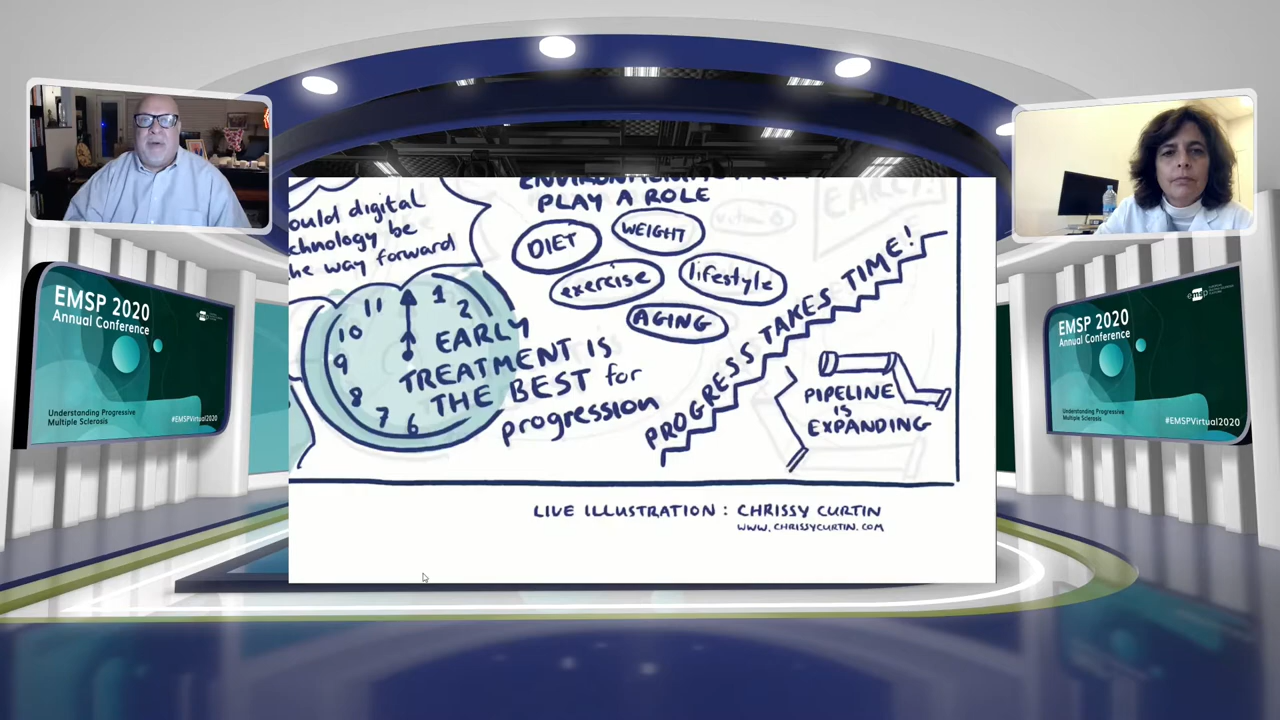 ould digital
chnology be
he way forward
PLAY A ROLE
DIET
WEIGHT
exercise
lifestyle
AGING
EARLY!
11
1
10
2
9
8
7
6
EARLY
TREATMENT IS
THE BEST for
progression
PROGRESS TAKES TIME!
PIPELINE
IS
EXPANDING
LIVE ILLUSTRATION : CHRISSY CURTIN
WWW.CHRISSYCURTIN.COM
EMSP 2020
Annual Conference
emsp
Understanding Progressive
Multiple Sclerosis
#EMSPVirtual2020
EMSP 2020
Annual Conference
emsp
Understanding Progressive
Multiple Sclerosis
#EMSPVirtual2020